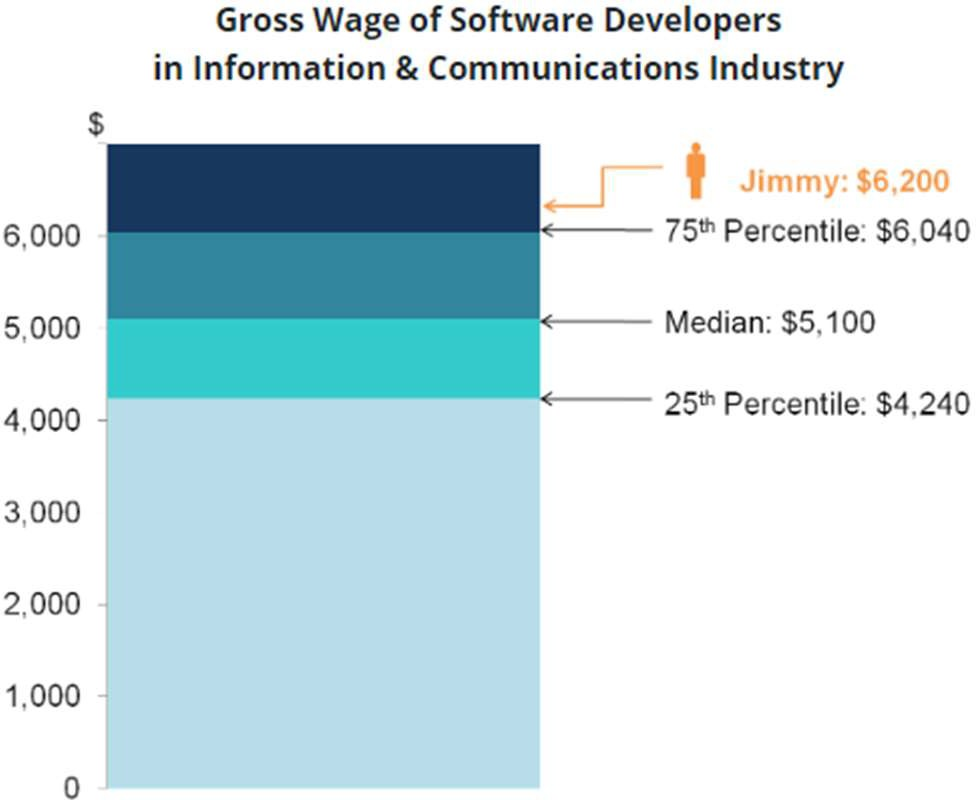 Gross Wage of Software Developers
in Information & Communications Industry
$
Jimmy: $6,200
75th Percentile: $6,040
6,000
5,000
Median: $5,100
25th Percentile: $4,240
4,000
3,000
2,000
1,000
0